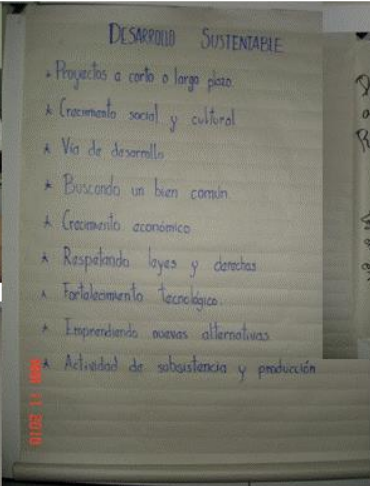 DESARROLLO SUSTENTABLE
* Proyectos a corto o largo plazo.
* Crecimiento social y cultural
* Vía de desarrollo
* Buscando un bien común.
* Crecimiento económico
* Respetando leyes y derechos
* Fortalecimiento tecnológico.
* Emprendiendo nuevas alternativas
* Actividad de subsistencia y producción